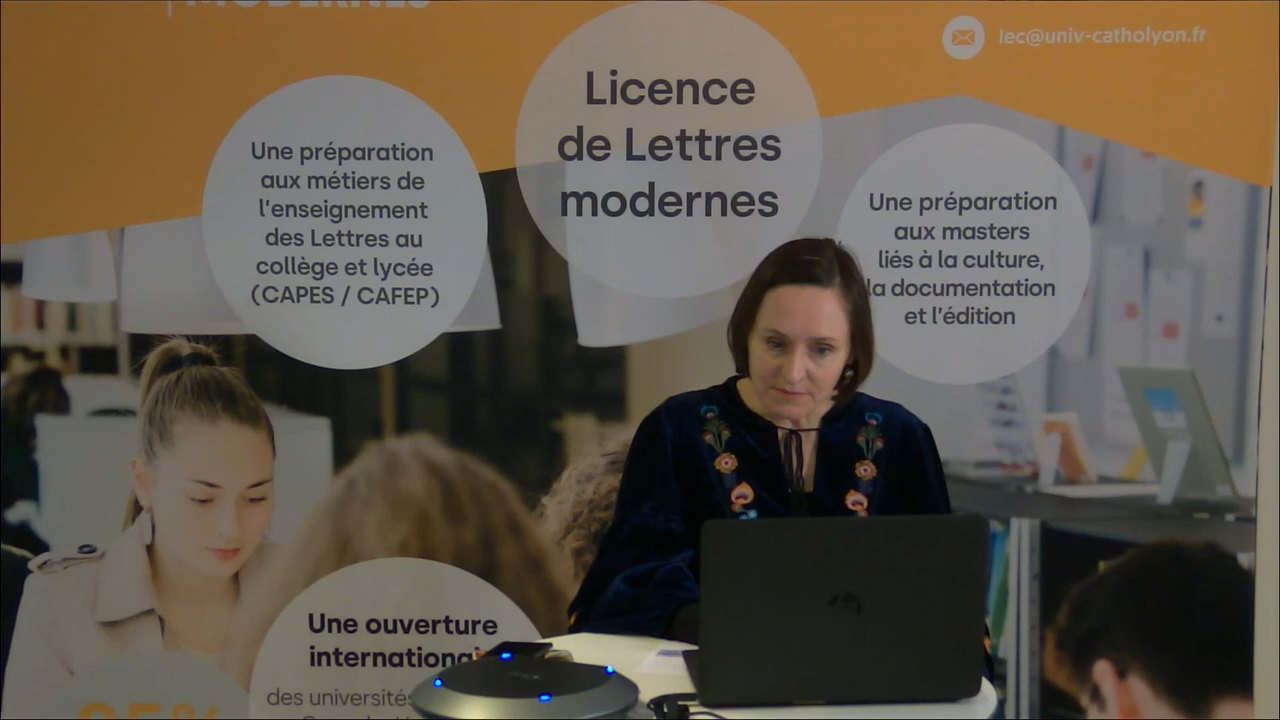 MODERNES
lec@univ-catholyon.fr
Licence
de Lettres
modernes
Une préparation
aux métiers de
l'enseignement
des Lettres au
collège et lycée
(CAPES / CAFEP)
Une préparation
aux masters
liés à la culture,
la documentation
et l'édition
Une ouverture
des universités